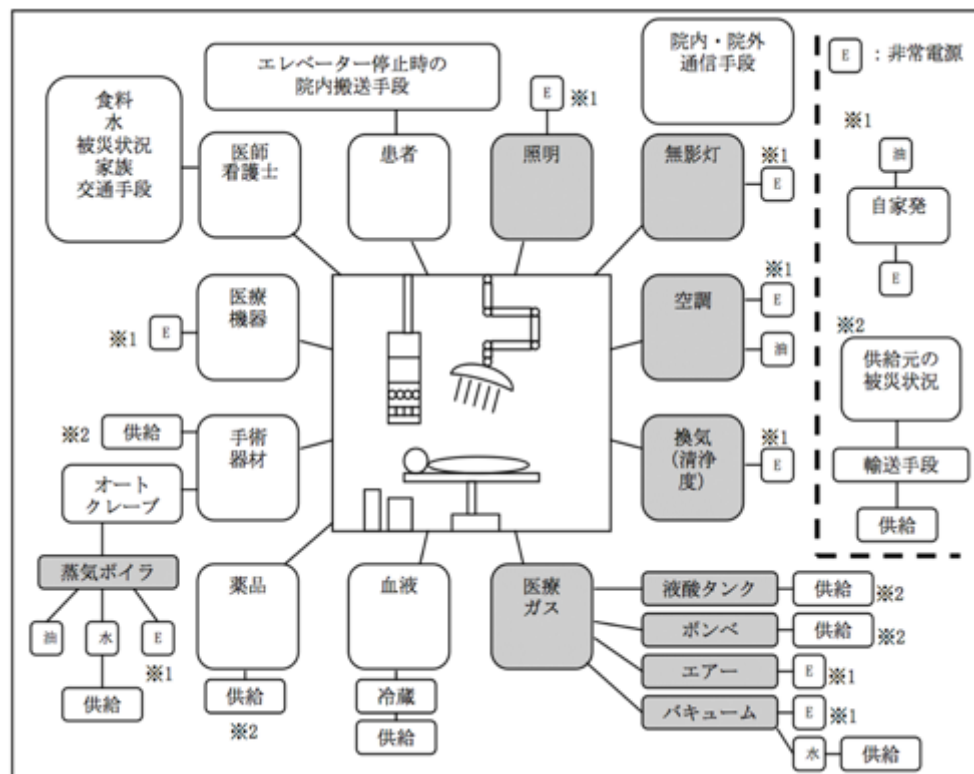 エレベーター停止時の
院内搬送手段
院内・院外
通信手段
E
：非常電源
食料
水
被災状況
家族
交通手段
医師
看護士
患者
E
※1
照明
無影灯
※1
E
※1
油
自家発
E
医療
機器
※1
E
空調
※1
E
油
※2
供給元の
被災状況
輸送手段
供給
※2
供給
手術
器材
換気
(清浄
度)
※1
E
オート
クレーブ
蒸気ボイラ
油
水
E
※1
供給
薬品
供給
※2
血液
冷蔵
供給
医療
ガス
液酸タンク
供給
※2
ボンベ
供給
※2
エアー
E
※1
バキューム
E
※1
水
供給